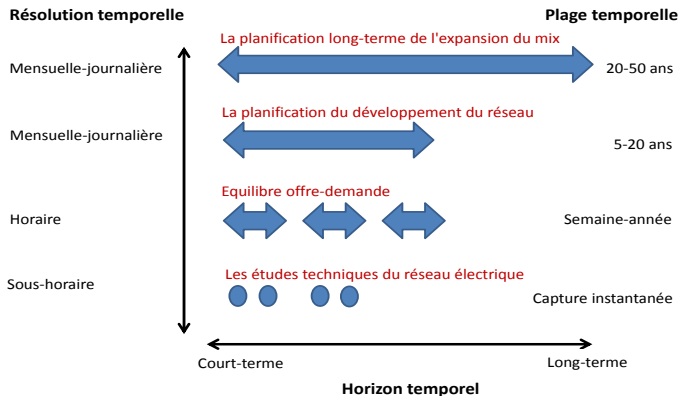 Résolution temporelle
Plage temporelle
La planification long-terme de l'expansion du mix
Mensuelle-journalière
20-50 ans
La planification du développement du réseau
Mensuelle-journalière
5-20 ans
Equilibre offre-demande
Horaire
Semaine-année
Les études techniques du réseau électrique
Sous-horaire
Capture instantanée
Court-terme
Long-terme
Horizon temporel